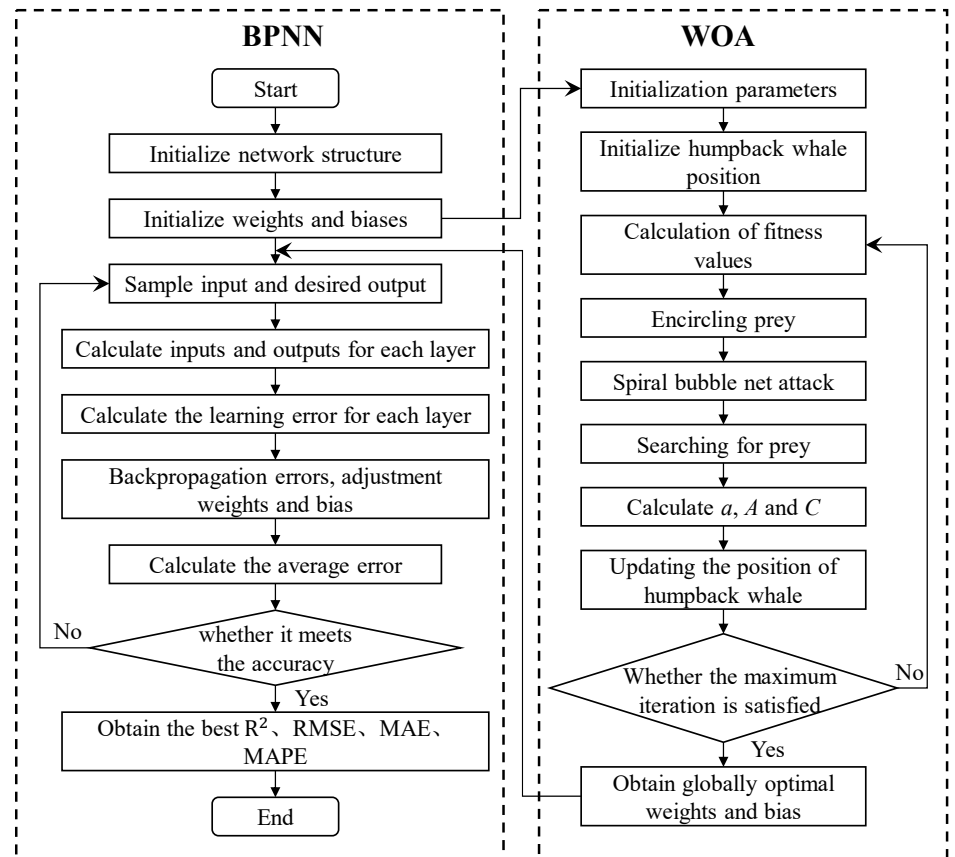 BPNN
Start
Initialize network structure
Initialize weights and biases
Sample input and desired output
Calculate inputs and outputs for each layer
Calculate the learning error for each layer
Backpropagation errors, adjustment
weights and bias
Calculate the average error
No
whether it meets
the accuracy
Yes
Obtain the best R²、RMSE、MAE、
MAPE
End
WOA
Initialization parameters
Initialize humpback whale
position
Calculation of fitness
values
Encircling prey
Spiral bubble net attack
Searching for prey
Calculate a, A and C
Updating the position of
humpback whale
Whether the maximum
iteration is satisfied
No
Yes
Obtain globally optimal
weights and bias